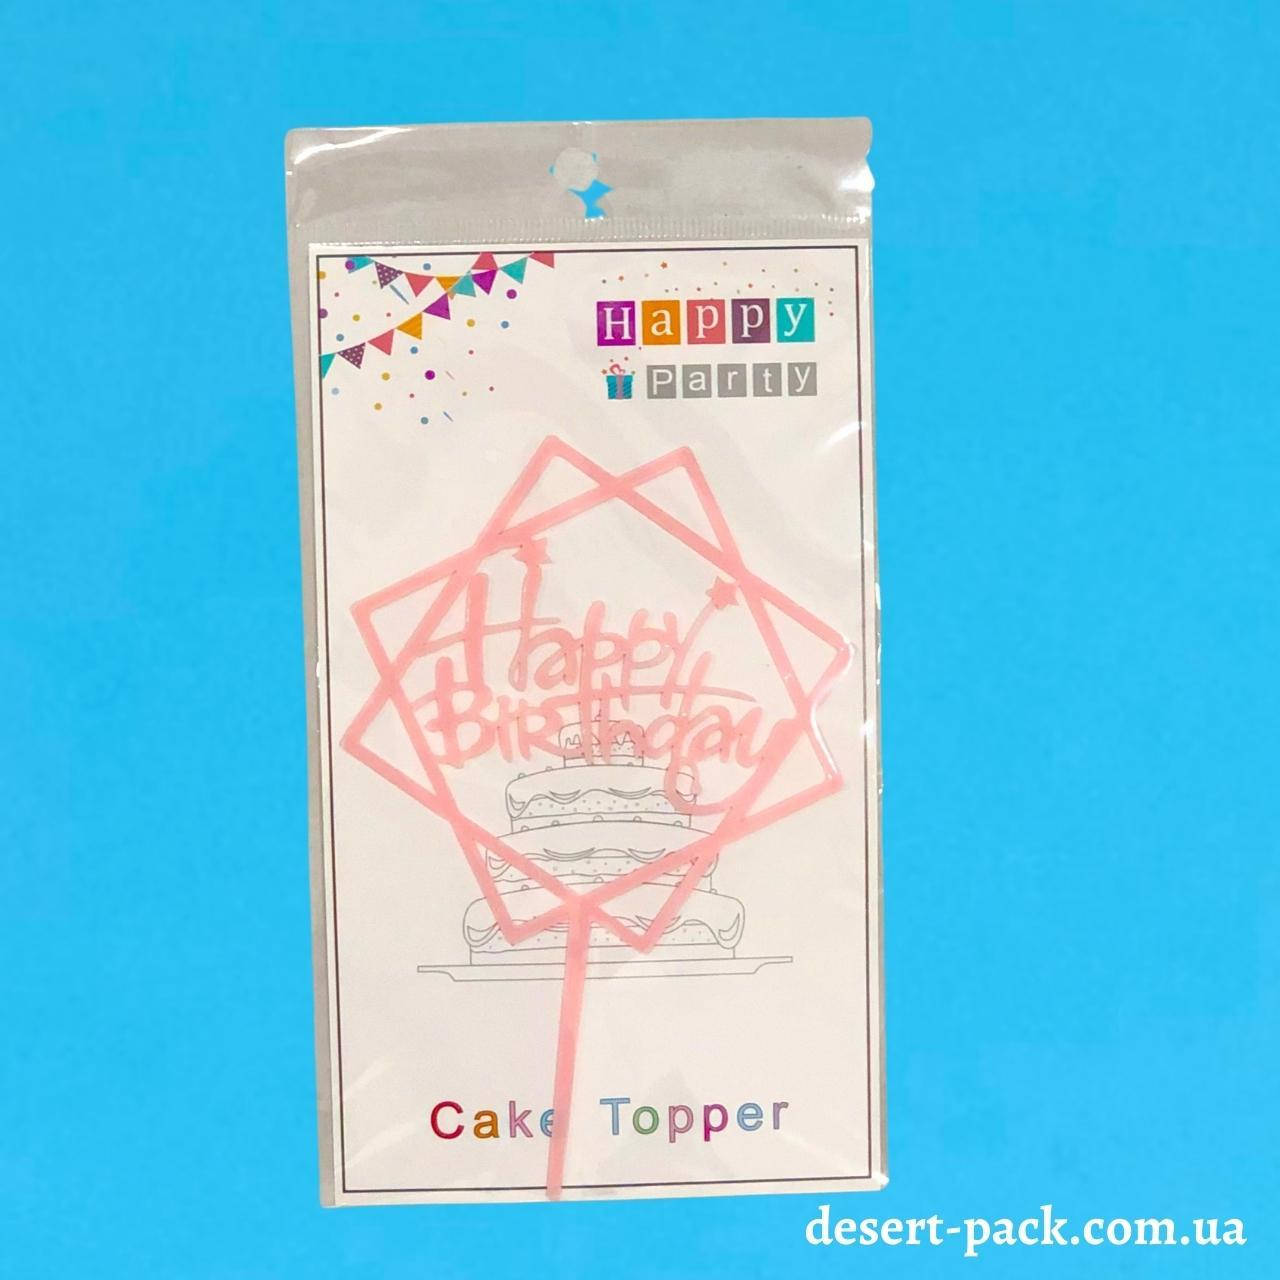 Happy
Party
Happy
BiRThday
Cake Topper
desert-pack.com.ua